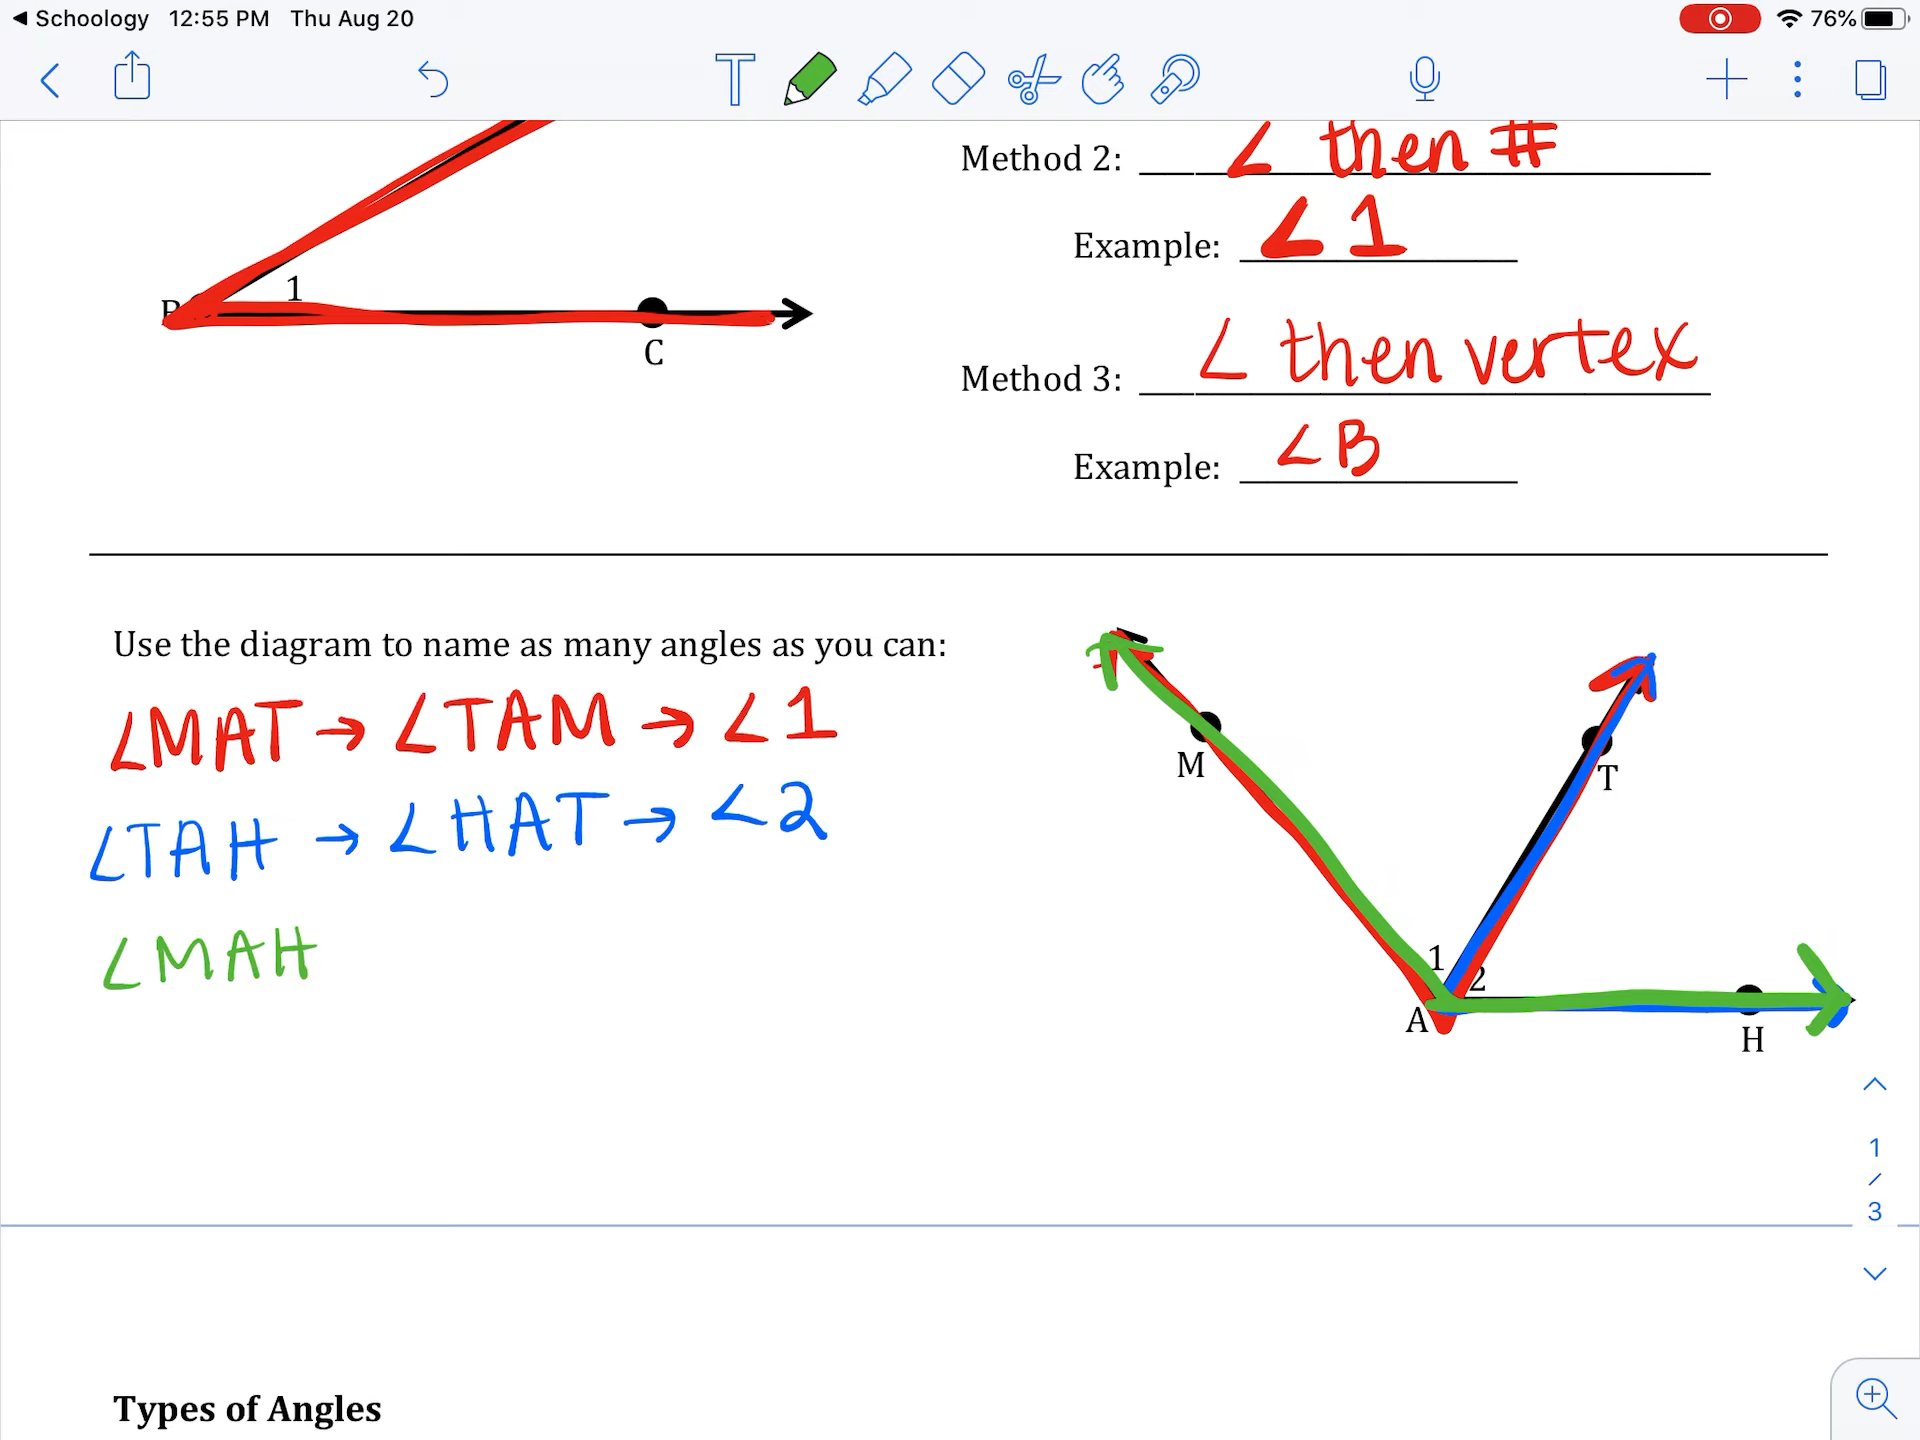 Schoology 12:55 PM Thu Aug 20 76%
Method 2: ∠ then #
1
Example: ∠1
C
Method 3: ∠ then vertex
Example: ∠B
Use the diagram to name as many angles as you can:
∠MAT → ∠TAM → ∠1
M
T
∠TAH → ∠HAT → ∠2
∠MAH
1
2
A
H
1
/
3
Types of Angles